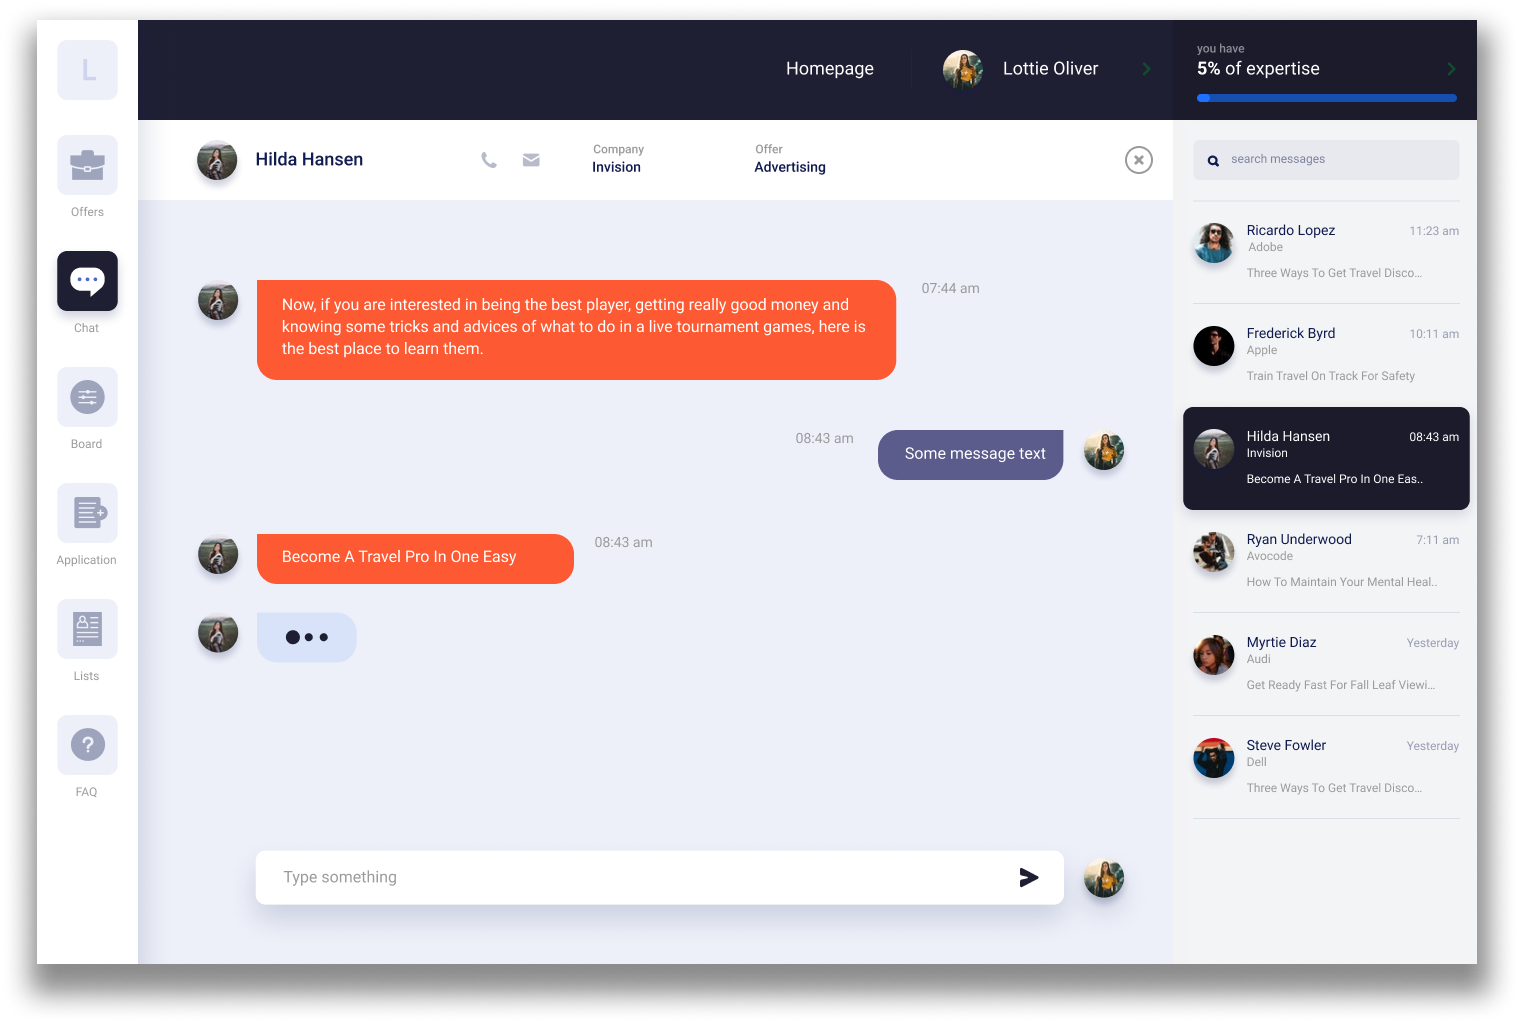 L
Offers
Chat
Board
Application
Lists
FAQ
Homepage
Lottie Oliver
you have
5% of expertise
Hilda Hansen
Company
Invision
Offer
Advertising
Now, if you are interested in being the best player, getting really good money and
knowing some tricks and advices of what to do in a live tournament games, here is
the best place to learn them.
07:44 am
08:43 am
Some message text
Become A Travel Pro In One Easy
08:43 am
Type something
search messages
Ricardo Lopez
11:23 am
Adobe
Three Ways To Get Travel Disco...
Frederick Byrd
10:11 am
Apple
Train Travel On Track For Safety
Hilda Hansen
08:43 am
Invision
Become A Travel Pro In One Eas..
Ryan Underwood
7:11 am
Avocode
How To Maintain Your Mental Heal..
Myrtie Diaz
Yesterday
Audi
Get Ready Fast For Fall Leaf Viewi...
Steve Fowler
Yesterday
Dell
Three Ways To Get Travel Disco...